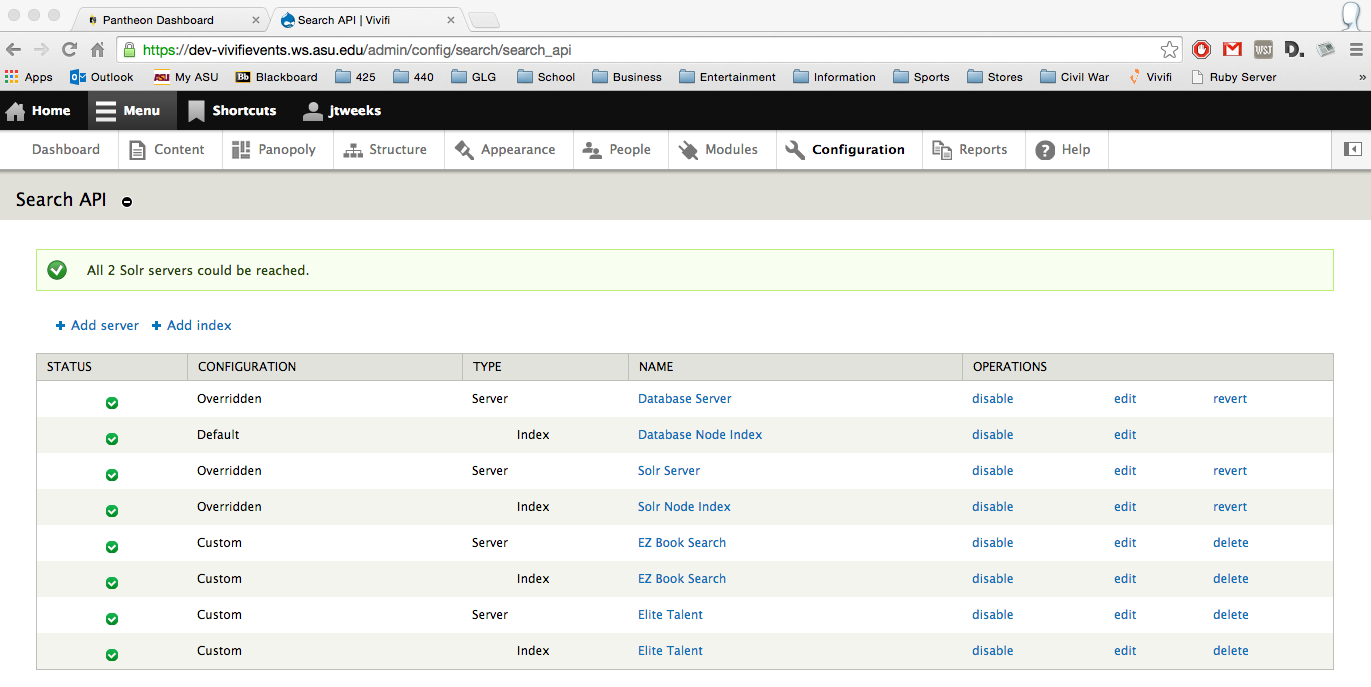 Pantheon Dashboard Search API | Vivifi
https://dev-vivifievents.ws.asu.edu/admin/config/search/search_api WST D.
Apps Outlook ASU My ASU Bb Blackboard 425 440 GLG School Business Entertainment Information Sports Stores Civil War Vivifi Ruby Server »
Home Menu Shortcuts jtweeks
Dashboard Content Panopoly Structure Appearance People Modules Configuration Reports Help
Search API
All 2 Solr servers could be reached.
Add server Add index
STATUS CONFIGURATION TYPE NAME OPERATIONS
Overridden Server Database Server disable edit revert
Default Index Database Node Index disable edit
Overridden Server Solr Server disable edit revert
Overridden Index Solr Node Index disable edit revert
Custom Server EZ Book Search disable edit delete
Custom Index EZ Book Search disable edit delete
Custom Server Elite Talent disable edit delete
Custom Index Elite Talent disable edit delete